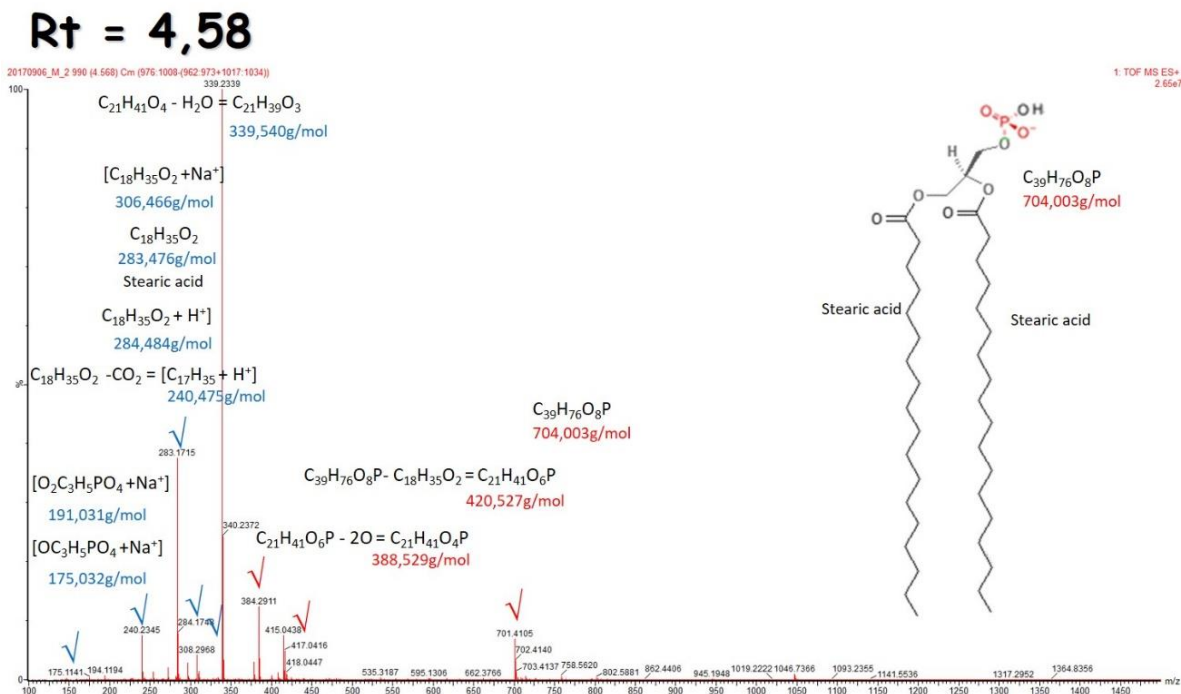 Rt = 4,58
20170906_M_2 990 (4.568) Cm (976:1008-(962:973+1017:1034))
1: TOF MS ES+
2.65e7
100
339.2339
C21H41O4 - H2O = C21H39O3
339,540g/mol
[C18H35O2 +Na+]
306,466g/mol
C18H35O2
283,476g/mol
Stearic acid
C18H35O2 + H+]
284,484g/mol
C18H35O2 -CO2 = [C17H35 + H+]
240,475g/mol
%
283.1715
[O2C3H5PO4 +Na+]
191,031g/mol
[OC3H5PO4 +Na+]
175,032g/mol
C39H76O8P
704,003g/mol
C39H76O8P- C18H35O2 = C21H41O6P
420,527g/mol
340.2372
C21H41O6P - 2O = C21H41O4P
388,529g/mol
O
P
OH
O-
O
H
C39H76O8P
704,003g/mol
O
O
O
O
Stearic acid
Stearic acid
384.2911
240.2345
308.2968
415.0438
417.0416
418.0447
701.4105
702.4140
703.4137
175.1141
194.1194
535.3187
595.1306
662.3766
758.5620
802.5881
862.4406
945.1948
1019.2222
1046.7366
1093.2355
1141.5536
1317.2952
1364.8356
0
100 150 200 250 300 350 400 450 500 550 600 650 700 750 800 850 900 950 1000 1050 1100 1150 1200 1250 1300 1350 1400 1450
m/z